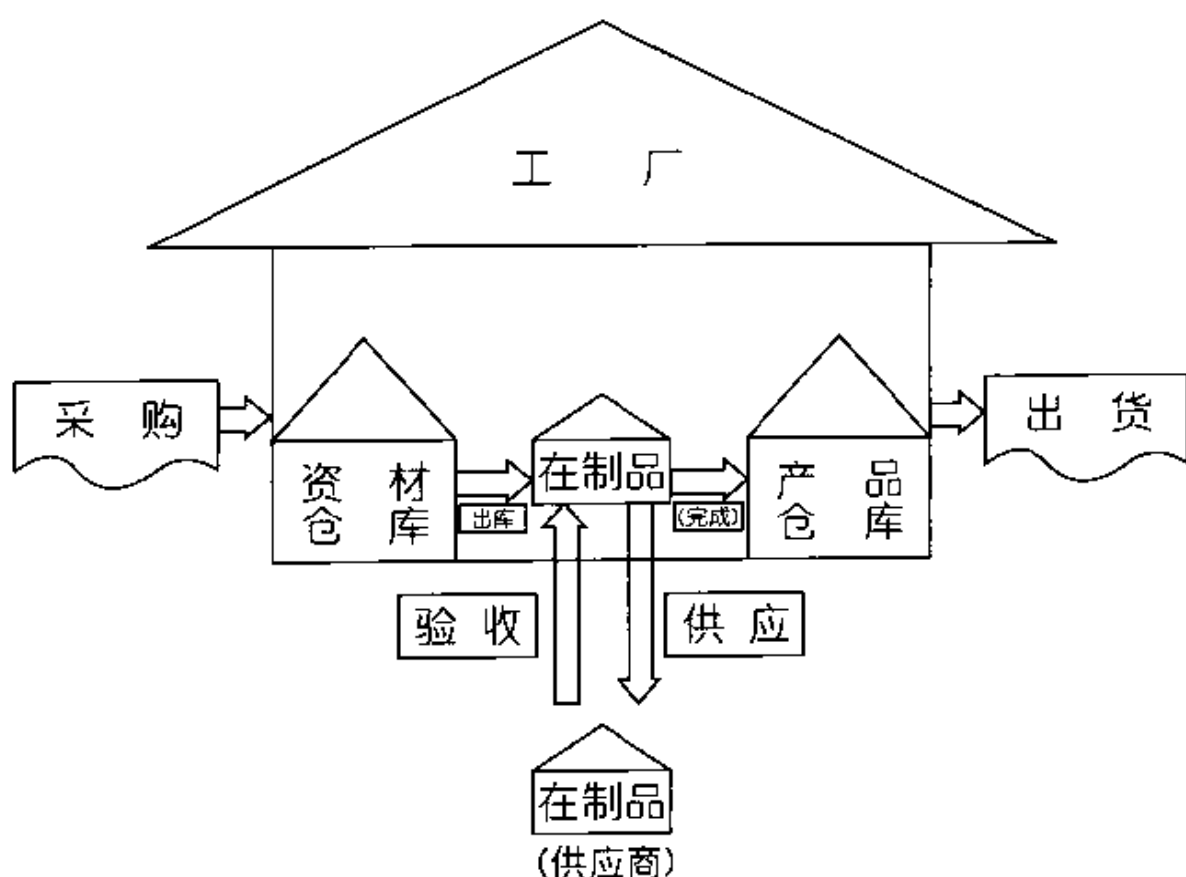 工 厂
采 购
出 货
资 材
仓 库
在制品
产 品
仓 库
出库
(完成)
验 收
供 应
在制品
(供应商)